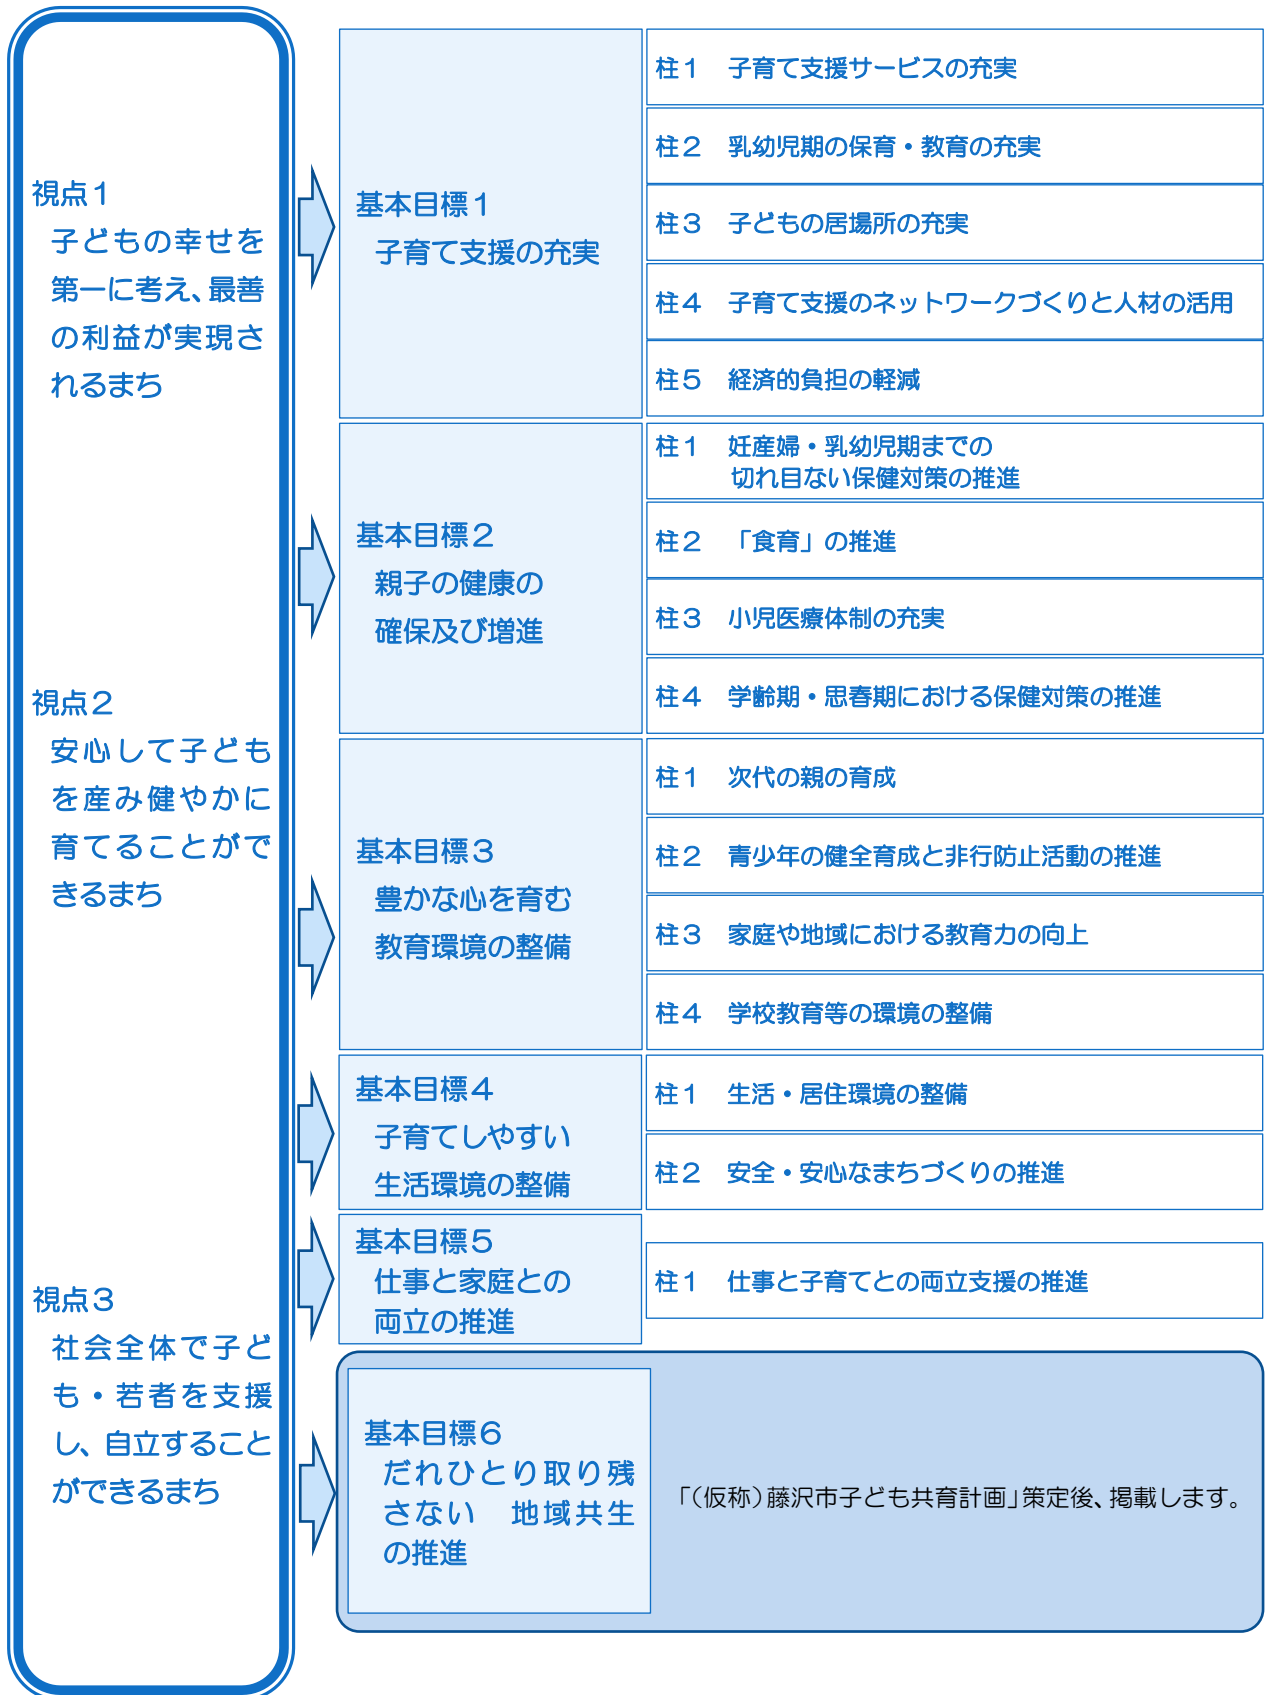 視点１
子どもの幸せを
第一に考え、最善
の利益が実現さ
れるまち
視点２
安心して子ども
を産み健やかに
育てることがで
きるまち
視点３
社会全体で子ど
も・若者を支援
し、自立すること
ができるまち
基本目標１
子育て支援の充実
柱１　子育て支援サービスの充実
柱２　乳幼児期の保育・教育の充実
柱３　子どもの居場所の充実
柱４　子育て支援のネットワークづくりと人材の活用
柱５　経済的負担の軽減
基本目標２
親子の健康の
確保及び増進
柱１　妊産婦・乳幼児期までの
切れ目ない保健対策の推進
柱２　「食育」の推進
柱３　小児医療体制の充実
柱４　学齢期・思春期における保健対策の推進
基本目標３
豊かな心を育む
教育環境の整備
柱１　次代の親の育成
柱２　青少年の健全育成と非行防止活動の推進
柱３　家庭や地域における教育力の向上
柱４　学校教育等の環境の整備
基本目標４
子育てしやすい
生活環境の整備
柱１　生活・居住環境の整備
柱２　安全・安心なまちづくりの推進
基本目標５
仕事と家庭との
両立の推進
柱１　仕事と子育てとの両立支援の推進
基本目標６
だれひとり取り残
さない　地域共生
の推進
「（仮称）藤沢市子ども共育計画」策定後、掲載します。